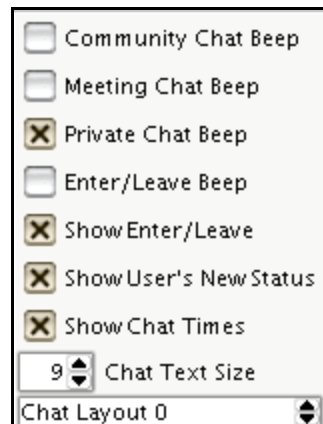 Community Chat Beep
Meeting Chat Beep
Private Chat Beep
Enter/Leave Beep
Show Enter/Leave
Show User's New Status
Show Chat Times
9 Chat Text Size
Chat Layout 0